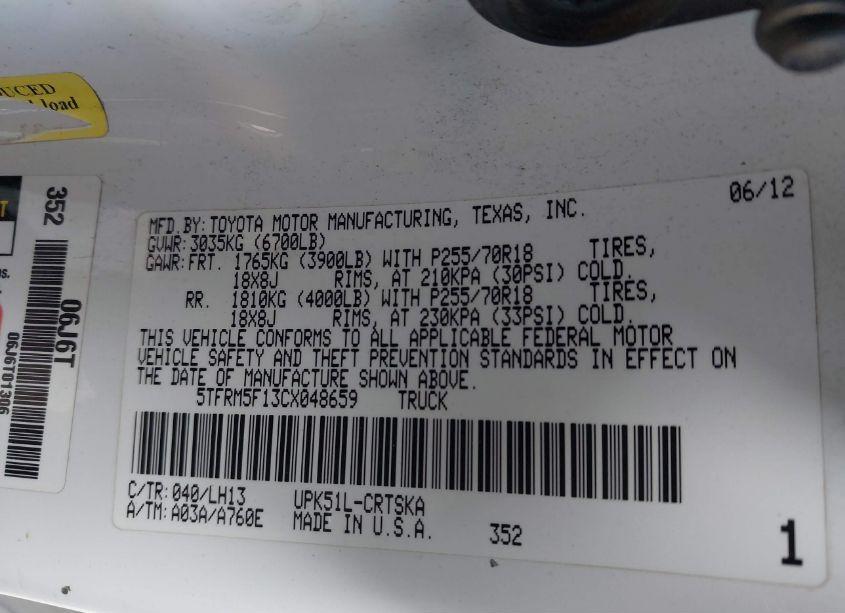 UCED
load
T
352
06J6T
06J6T01306
06/12
MFD.BY:TOYOTA MOTOR MANUFACTURING, TEXAS, INC.
GVWR:3035KG (6700LB)
GAWR:FRT. 1765KG (3900LB) WITH P255/70R18 TIRES,
18X8J RIMS, AT 210KPA (30PSI) COLD.
RR. 1810KG (4000LB) WITH P255/70R18 TIRES,
18X8J RIMS, AT 230KPA (33PSI) COLD.
THIS VEHICLE CONFORMS TO ALL APPLICABLE FEDERAL MOTOR
VEHICLE SAFETY AND THEFT PREVENTION STANDARDS IN EFFECT ON
THE DATE OF MANUFACTURE SHOWN ABOVE.
5TFRM5F13CX048659 TRUCK
C/TR:040/LH13 UPK51L-CRTSKA
A/TM:A03A/A760E MADE IN U.S.A. 352
1